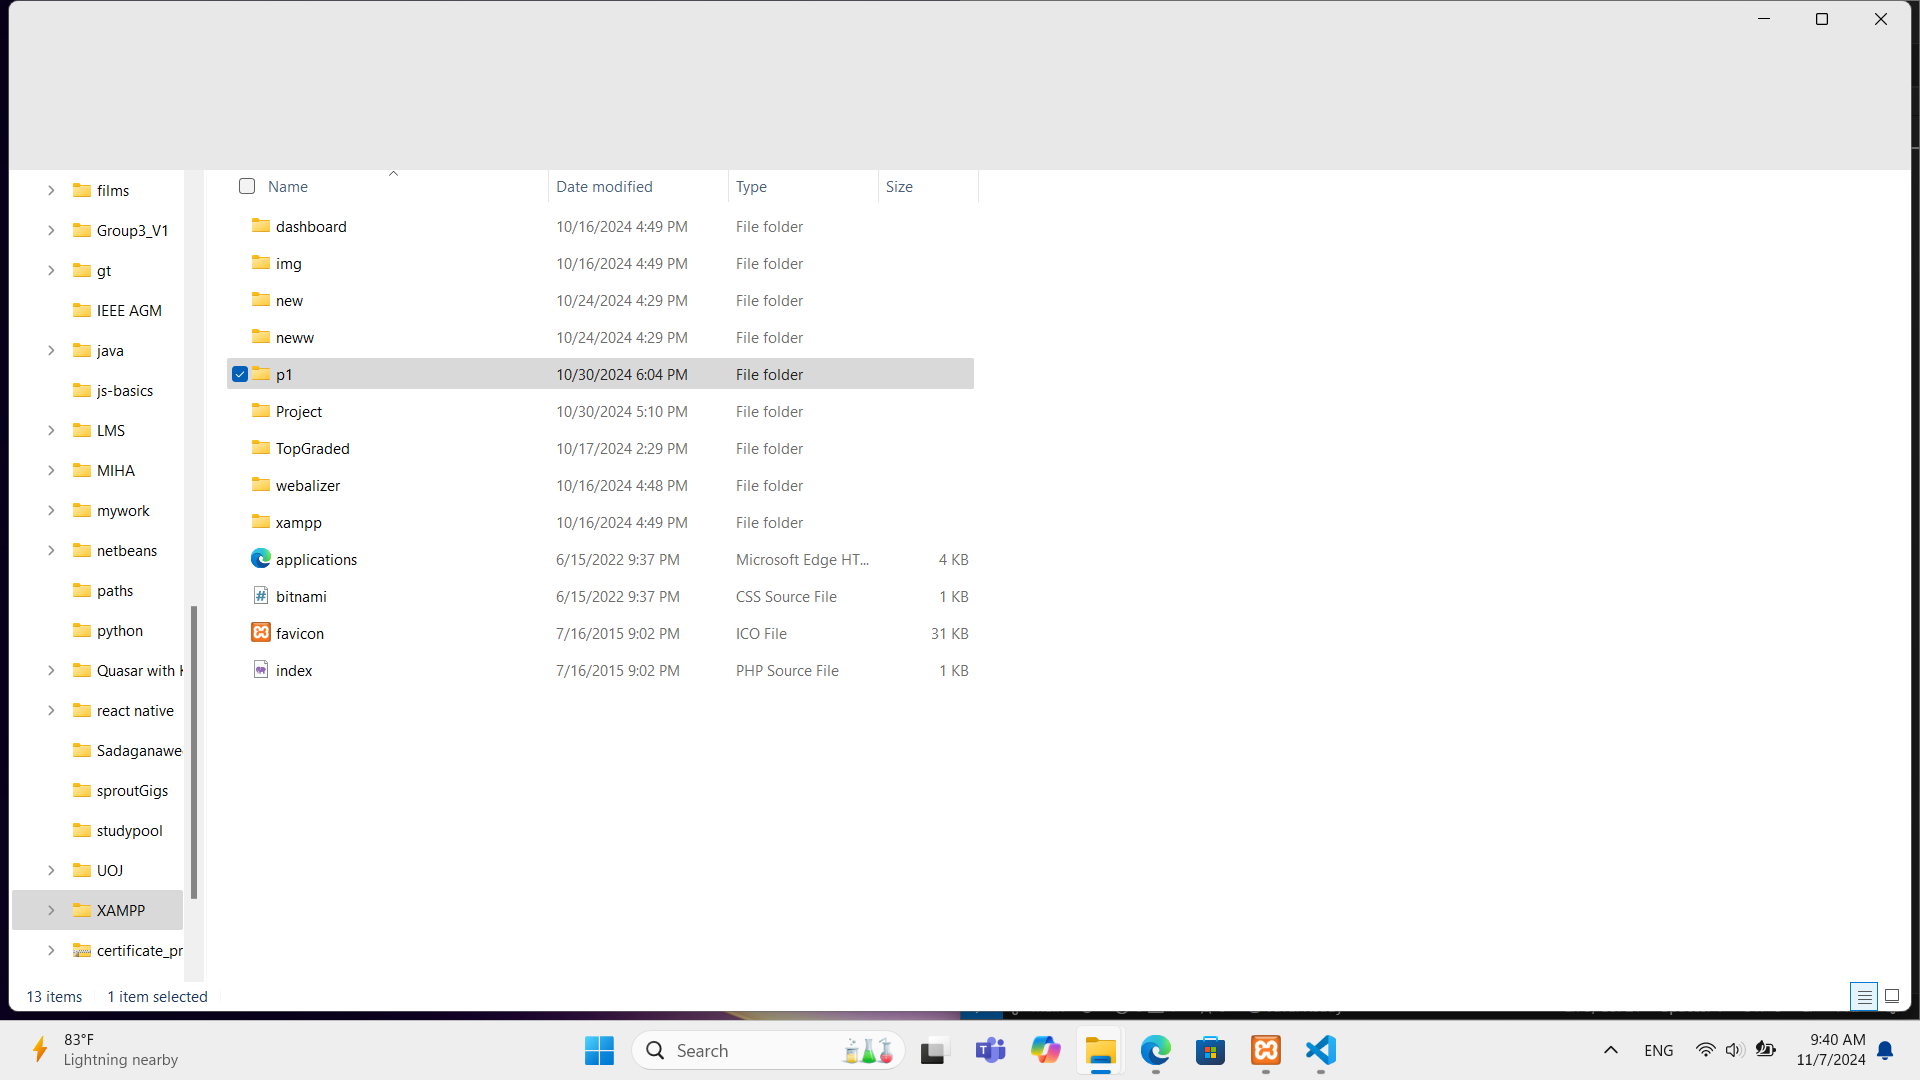 films
Group3_V1
gt
IEEE AGM
java
js-basics
LMS
MIHA
mywork
netbeans
paths
python
Quasar with
react native
Sadaganawe
sproutGigs
studypool
UOJ
XAMPP
certificate_pr
Name Date modified Type Size
dashboard 10/16/2024 4:49 PM File folder
img 10/16/2024 4:49 PM File folder
new 10/24/2024 4:29 PM File folder
neww 10/24/2024 4:29 PM File folder
p1 10/30/2024 6:04 PM File folder
Project 10/30/2024 5:10 PM File folder
TopGraded 10/17/2024 2:29 PM File folder
webalizer 10/16/2024 4:48 PM File folder
xampp 10/16/2024 4:49 PM File folder
applications 6/15/2022 9:37 PM Microsoft Edge HT... 4 KB
bitnami 6/15/2022 9:37 PM CSS Source File 1 KB
favicon 7/16/2015 9:02 PM ICO File 31 KB
index 7/16/2015 9:02 PM PHP Source File 1 KB
13 items 1 item selected
83°F
Lightning nearby
Search
ENG
9:40 AM
11/7/2024